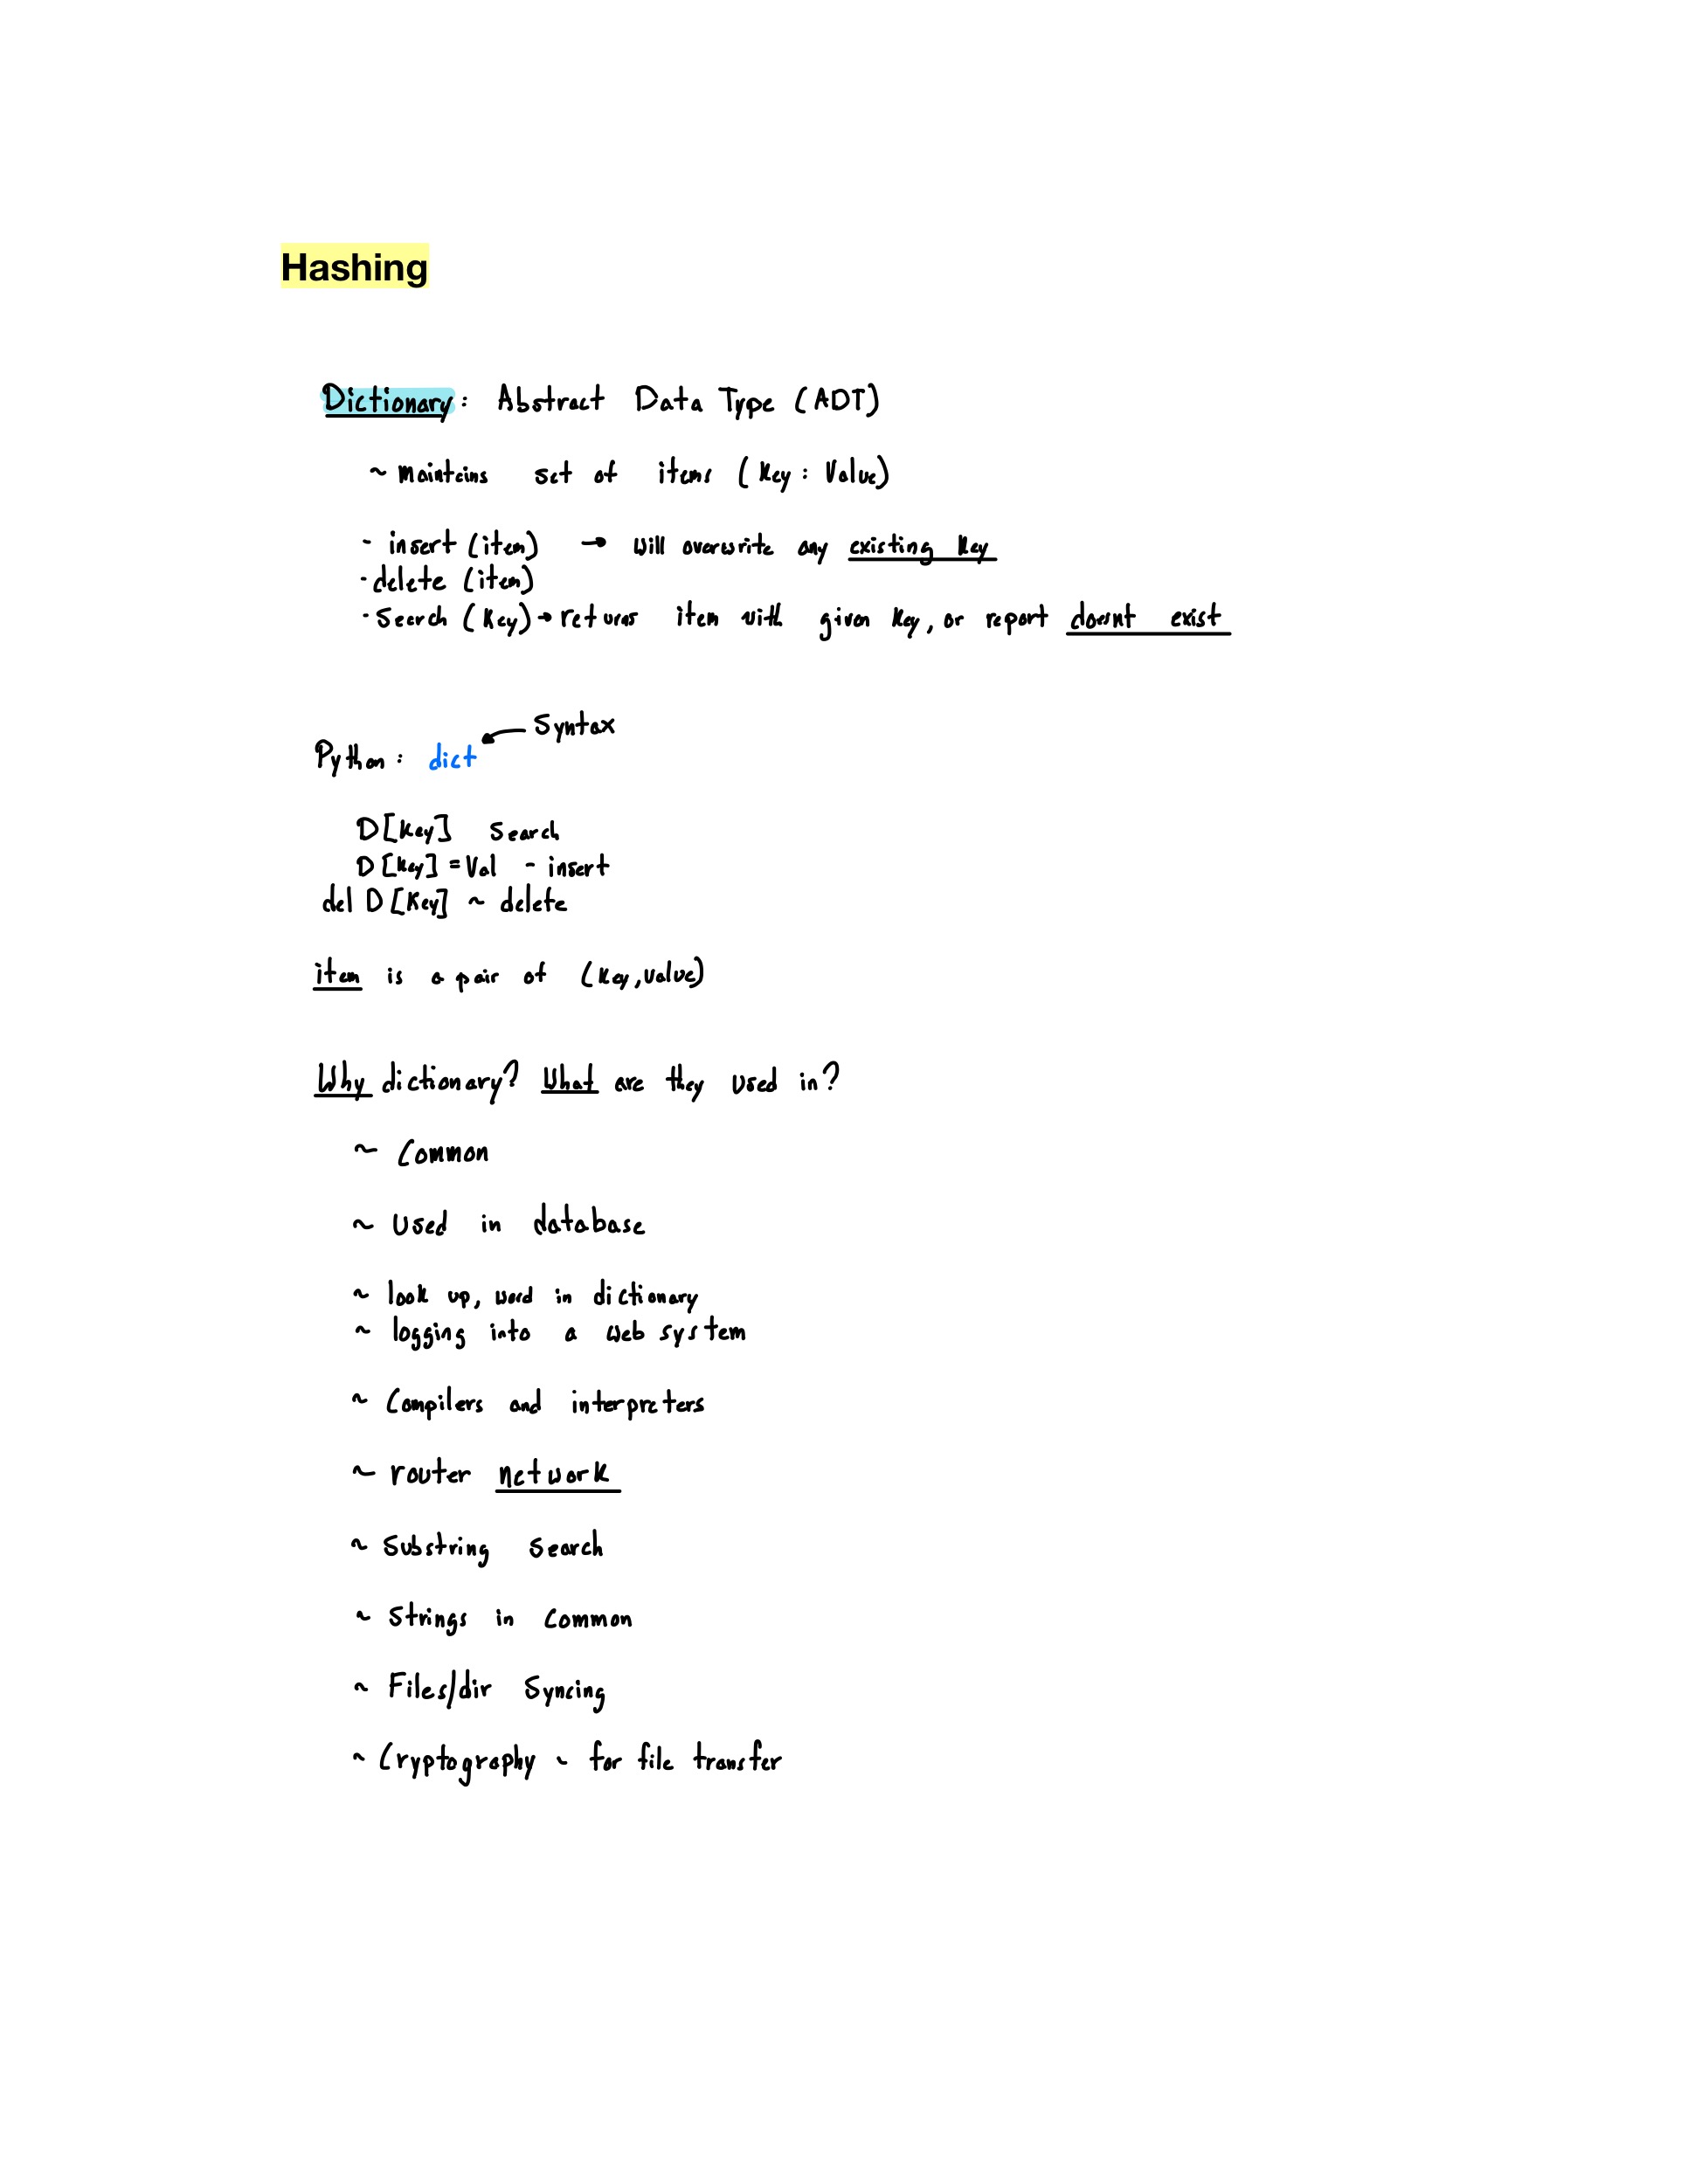 Hashing
Dictionary: Abstract Data Type (ADT)
~ Maintains set of items (Key : Value)
- insert (item) → will overwrite any existing key
- delete (item)
- Search (Key) → returns item with given key, or report doesnt exist
Syntax
Python: dict
D[Key] Search
D[Key] = Val - insert
del D[Key] ~ delete
item is a pair of (Key, Value)
Why dictionary? What are they used in?
~ Common
~ Used in database
~ look up, word in dictionary
~ logging into a web system
~ Compilers and interpreters
~ router network
~ Substring Search
~ Strings in Common
~ Files/dir Syncing
~ Cryptography ~ for file transfer